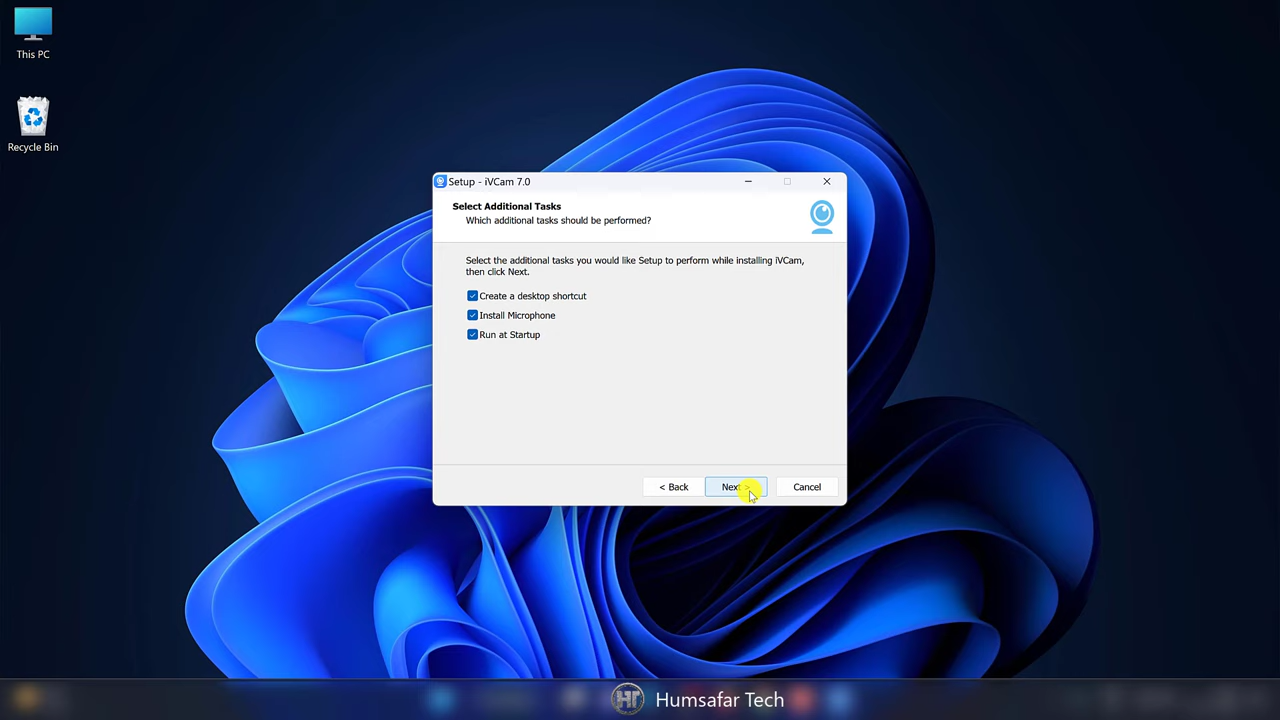 This PC
Recycle Bin
Setup - iVCam 7.0
Select Additional Tasks
Which additional tasks should be performed?
Select the additional tasks you would like Setup to perform while installing iVCam,
then click Next.
Create a desktop shortcut
Install Microphone
Run at Startup
< Back
Next >
Cancel
HT
Humsafar Tech